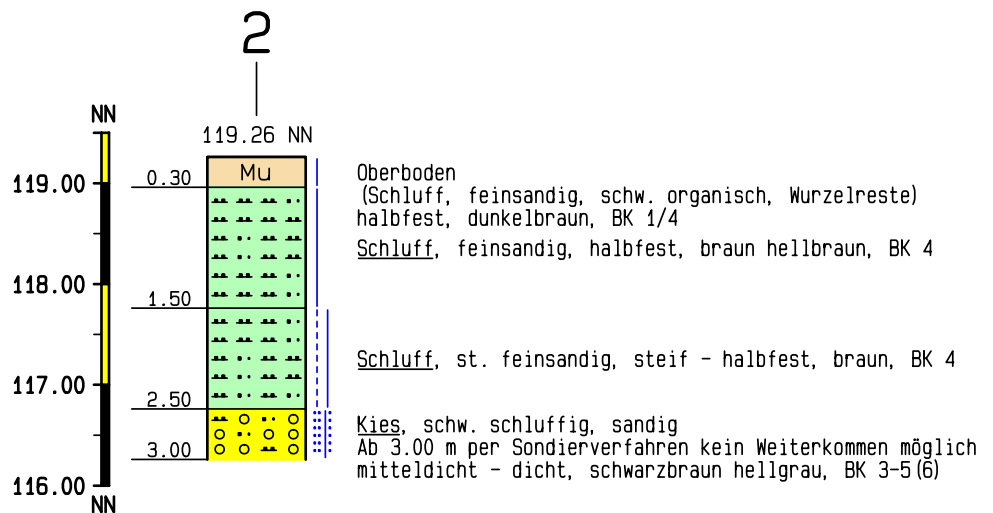 2
NN
119.26 NN
Mu
0.30
119.00
Oberboden
(Schluff, feinsandig, schw. organisch, Wurzelreste)
halbfest, dunkelbraun, BK 1/4
Schluff, feinsandig, halbfest, braun hellbraun, BK 4
118.00
1.50
Schluff, st. feinsandig, steif - halbfest, braun, BK 4
117.00
2.50
Kies, schw. schluffig, sandig
Ab 3.00 m per Sondierverfahren kein Weiterkommen möglich
mitteldicht - dicht, schwarzbraun hellgrau, BK 3-5(6)
3.00
116.00
NN